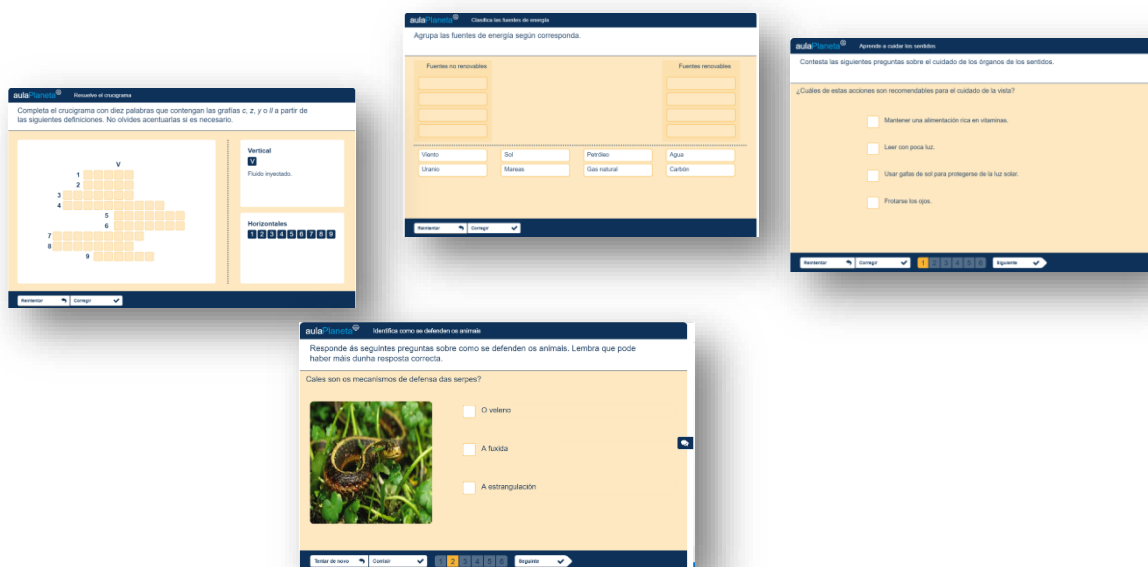 aulaPlaneta Resuelve el crucigrama
Completa el crucigrama con diez palabras que contengan las grafías c, z, y o ll a partir de
las siguientes definiciones. No olvides acentuarlas si es necesario.
V
1
2
3
4
5
6
7
8
9
Vertical
V
Fluido inyectado.
Horizontales
1 2 3 4 5 6 7 8 9
Reintentar Corregir
aulaPlaneta Clasifica las fuentes de energía
Agrupa las fuentes de energía según corresponda.
Fuentes no renovables Fuentes renovables
Viento Sol Petróleo Agua
Uranio Mareas Gas natural Carbón
Reintentar Corregir
aulaPlaneta Aprende a cuidar los sentidos
Contesta las siguientes preguntas sobre el cuidado de los órganos de los sentidos.
¿Cuáles de estas acciones son recomendables para el cuidado de la vista?
Mantener una alimentación rica en vitaminas.
Leer con poca luz.
Usar gafas de sol para protegerse de la luz solar.
Frotarse los ojos.
Reintentar Corregir 1 2 3 4 5 6 Siguiente
aulaPlaneta Identifica como se defenden os animais
Responde ás seguintes preguntas sobre como se defenden os animais. Lembra que pode
haber máis dunha resposta correcta.
Cales son os mecanismos de defensa das serpes?
O veleno
A fuxida
A estrangulación
Tentar de novo Corrixir 1 2 3 4 5 6 Seguinte